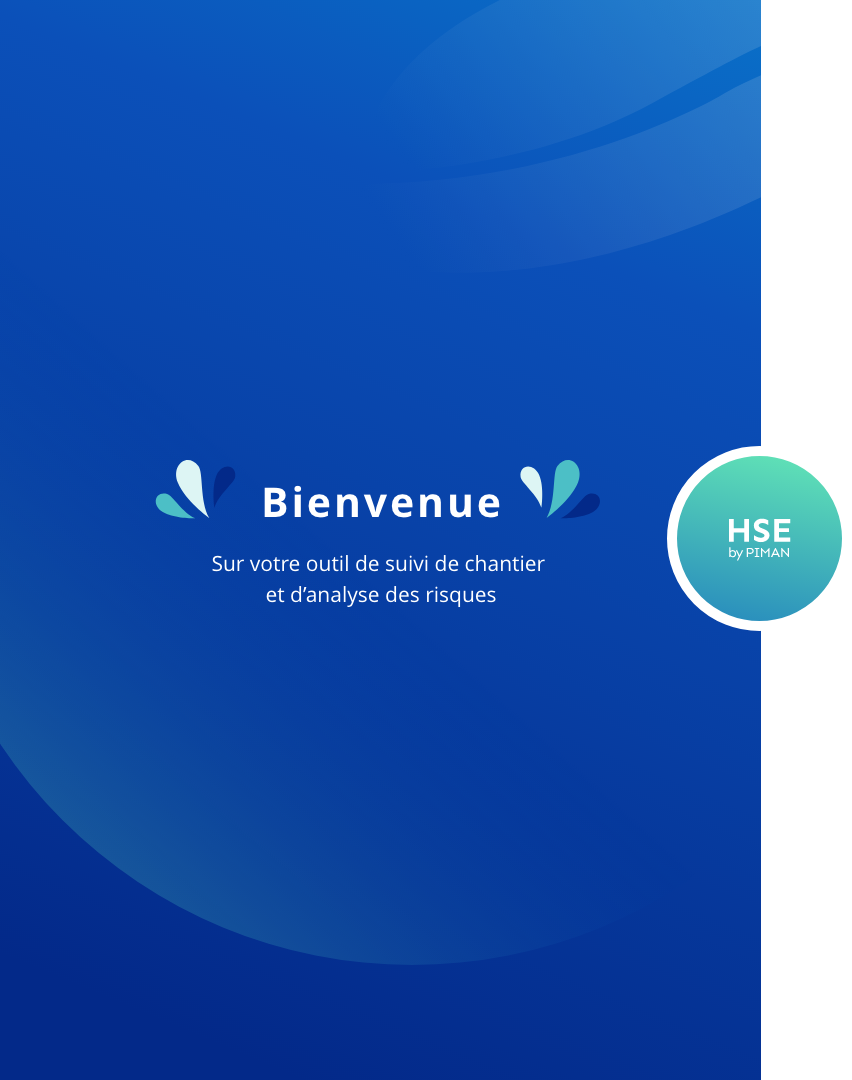 Bienvenue
Sur votre outil de suivi de chantier
et d’analyse des risques
HSE
by PIMAN